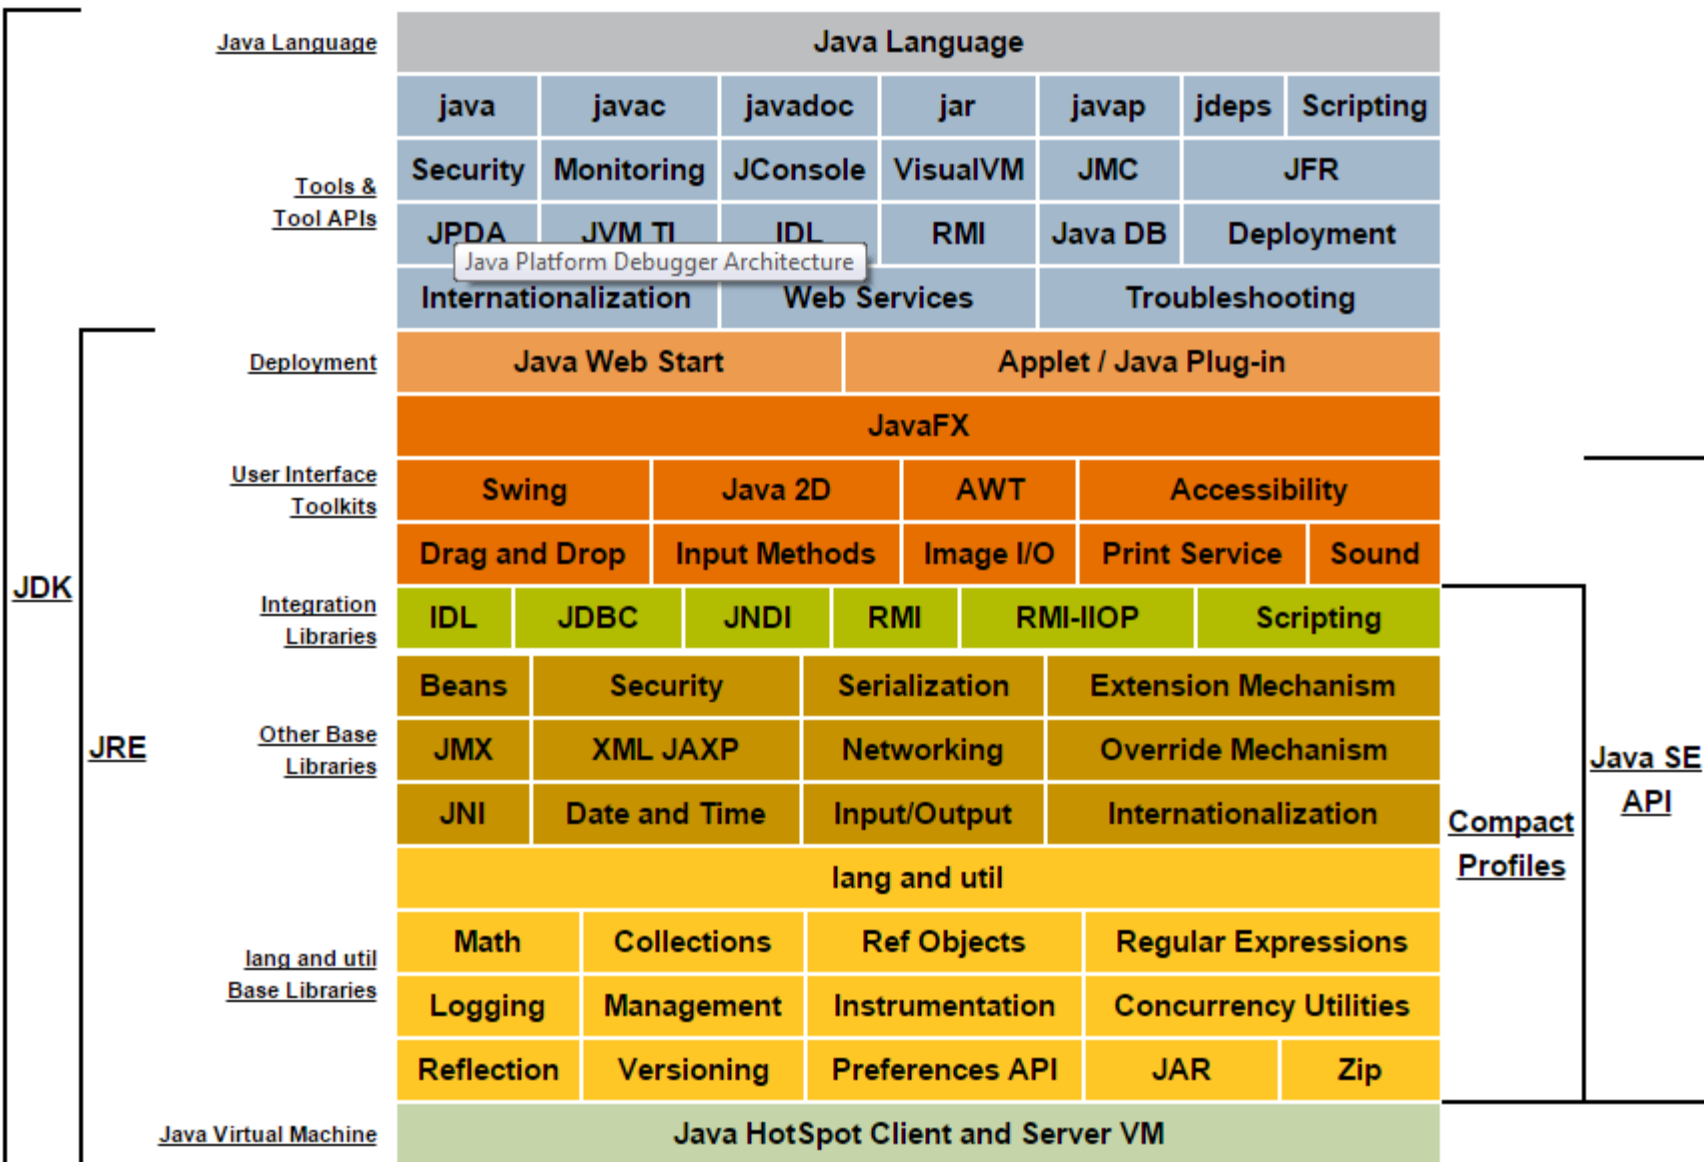 Java Language
Java Language
java javac javadoc jar javap jdeps Scripting
Security Monitoring JConsole VisualVM JMC JFR
Tools &
Tool APIs
JPDA JVM TI IDL RMI Java DB Deployment
Java Platform Debugger Architecture
Internationalization Web Services Troubleshooting
Deployment
Java Web Start Applet / Java Plug-in
JavaFX
User Interface
Toolkits
Swing Java 2D AWT Accessibility
Drag and Drop Input Methods Image I/O Print Service Sound
JDK
Integration
Libraries
IDL JDBC JNDI RMI RMI-IIOP Scripting
Beans Security Serialization Extension Mechanism
JRE
Other Base
Libraries
JMX XML JAXP Networking Override Mechanism
Java SE
API
JNI Date and Time Input/Output Internationalization
Compact
Profiles
lang and util
lang and util
Base Libraries
Math Collections Ref Objects Regular Expressions
Logging Management Instrumentation Concurrency Utilities
Reflection Versioning Preferences API JAR Zip
Java Virtual Machine
Java HotSpot Client and Server VM